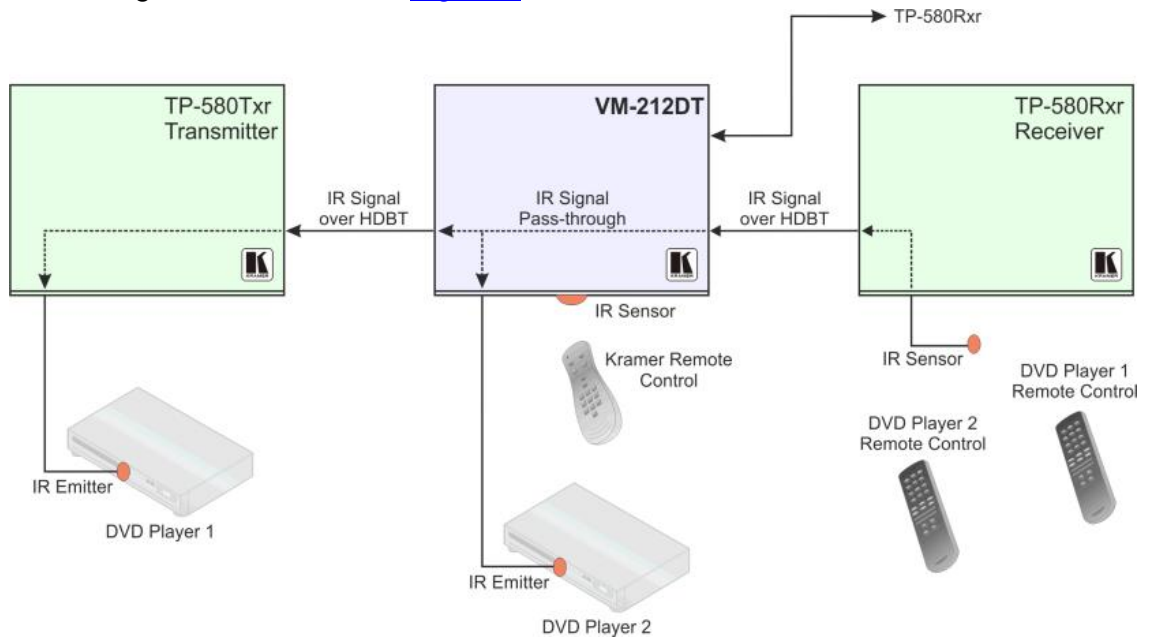 TP-580Rxr
TP-580Txr
Transmitter
VM-212DT
TP-580Rxr
Receiver
IR Signal
over HDBT
IR Signal
Pass-through
IR Signal
over HDBT
IR Sensor
Kramer Remote
Control
IR Sensor
DVD Player 1
Remote Control
DVD Player 2
Remote Control
IR Emitter
DVD Player 1
IR Emitter
DVD Player 2